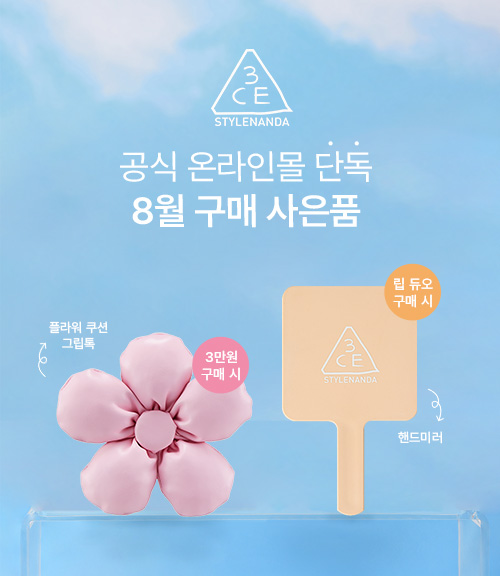 3
CE
STYLENANDA
공식 온라인몰 단독
8월 구매 사은품
립 듀오
구매 시
플라워 쿠션
그립톡
3만원
구매 시
3
CE
STYLENANDA
핸드미러